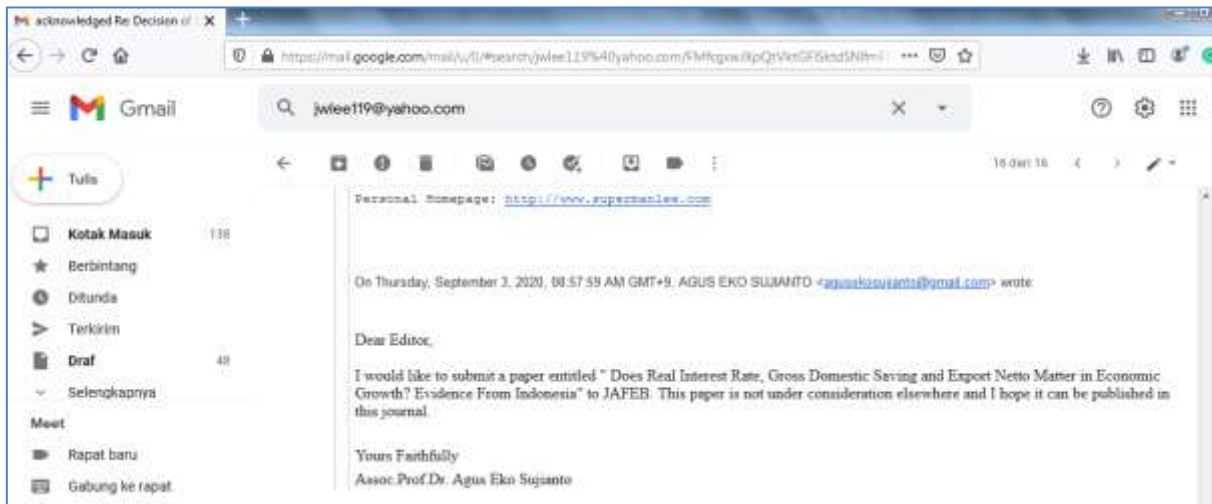 acknowledged Re: Decision of
https://mail.google.com/mail/u/0/#search/jwlee119%40yahoo.com/
Gmail
jwlee119@yahoo.com
Tulis
16 dari 16
Personal Homepage: http://www.supermanlee.com
Kotak Masuk 138
Berbintang
Ditunda
Terkirim
Draf 48
Selengkapnya
Meet
Rapat baru
Gabung ke rapat
On Thursday, September 3, 2020, 08:57:59 AM GMT+9, AGUS EKO SUJIANTO <agusekosujianto@gmail.com> wrote:
Dear Editor,
I would like to submit a paper entitled " Does Real Interest Rate, Gross Domestic Saving and Export Netto Matter in Economic
Growth? Evidence From Indonesia" to JAFEB. This paper is not under consideration elsewhere and I hope it can be published in
this journal.
Yours Faithfully
Assoc.Prof.Dr. Agus Eko Sujianto